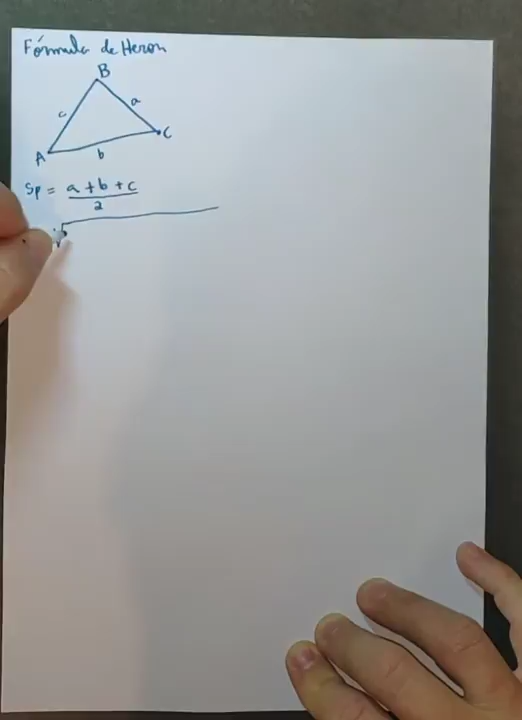 Fórmula de Heron
B
c a
A b C
Sp = a + b + c
2
√